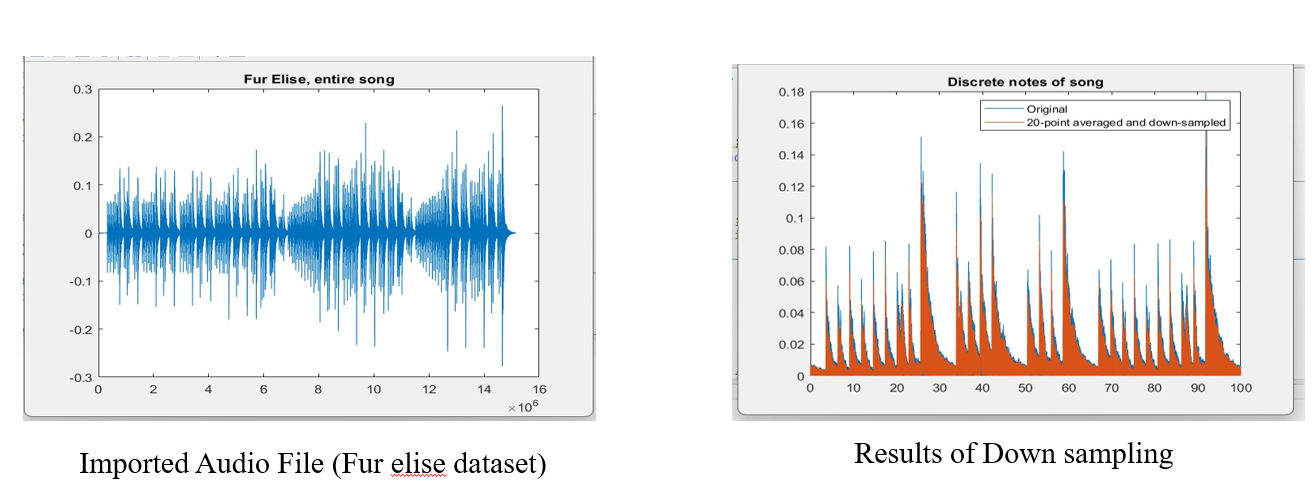 Fur Elise, entire song
0.3
0.2
0.1
0
-0.1
-0.2
-0.3
0 2 4 6 8 10 12 14 16
×10^6
Imported Audio File (Fur elise dataset)
Discrete notes of song
Original
20-point averaged and down-sampled
0.18
0.16
0.14
0.12
0.1
0.08
0.06
0.04
0.02
0
0 10 20 30 40 50 60 70 80 90 100
Results of Down sampling